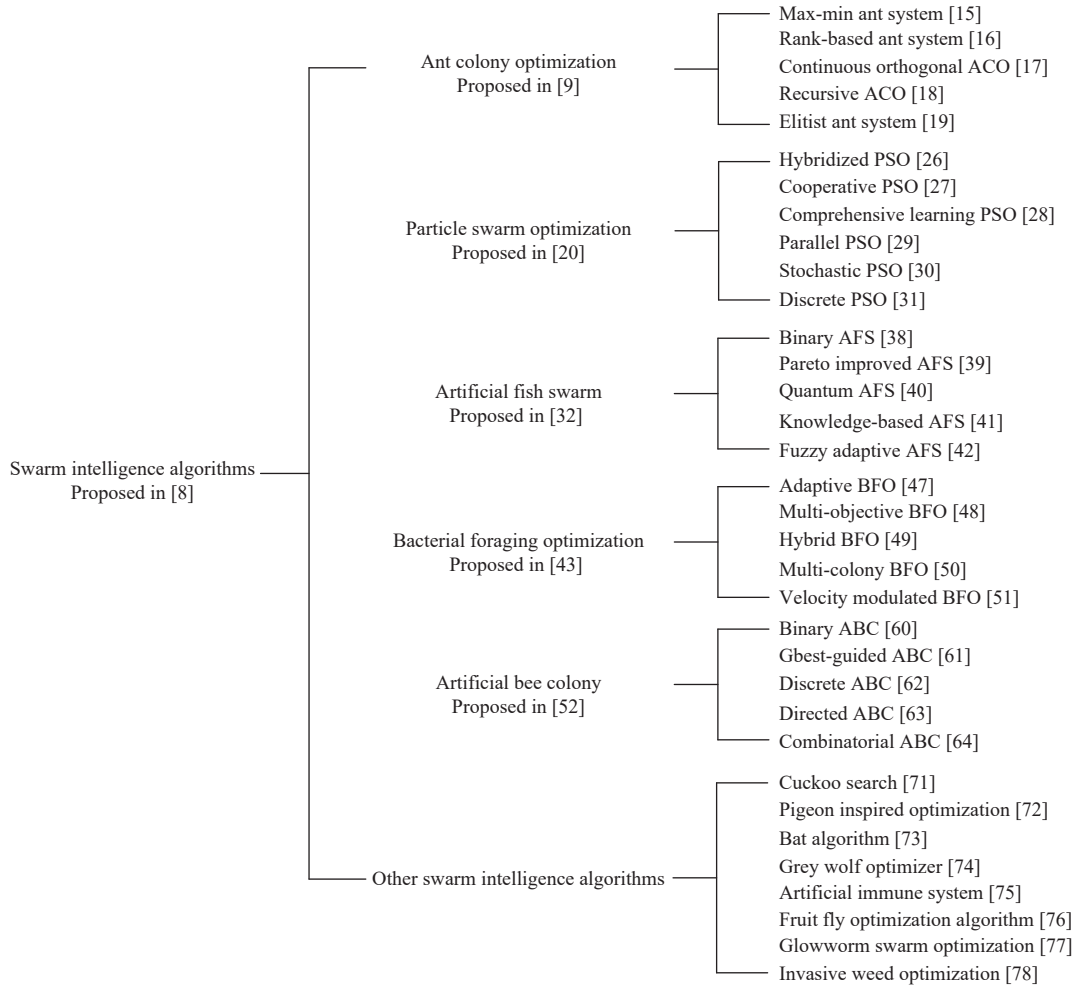 Swarm intelligence algorithms
Proposed in [8]
Ant colony optimization
Proposed in [9]
Max-min ant system [15]
Rank-based ant system [16]
Continuous orthogonal ACO [17]
Recursive ACO [18]
Elitist ant system [19]
Particle swarm optimization
Proposed in [20]
Hybridized PSO [26]
Cooperative PSO [27]
Comprehensive learning PSO [28]
Parallel PSO [29]
Stochastic PSO [30]
Discrete PSO [31]
Artificial fish swarm
Proposed in [32]
Binary AFS [38]
Pareto improved AFS [39]
Quantum AFS [40]
Knowledge-based AFS [41]
Fuzzy adaptive AFS [42]
Bacterial foraging optimization
Proposed in [43]
Adaptive BFO [47]
Multi-objective BFO [48]
Hybrid BFO [49]
Multi-colony BFO [50]
Velocity modulated BFO [51]
Artificial bee colony
Proposed in [52]
Binary ABC [60]
Gbest-guided ABC [61]
Discrete ABC [62]
Directed ABC [63]
Combinatorial ABC [64]
Other swarm intelligence algorithms
Cuckoo search [71]
Pigeon inspired optimization [72]
Bat algorithm [73]
Grey wolf optimizer [74]
Artificial immune system [75]
Fruit fly optimization algorithm [76]
Glowworm swarm optimization [77]
Invasive weed optimization [78]